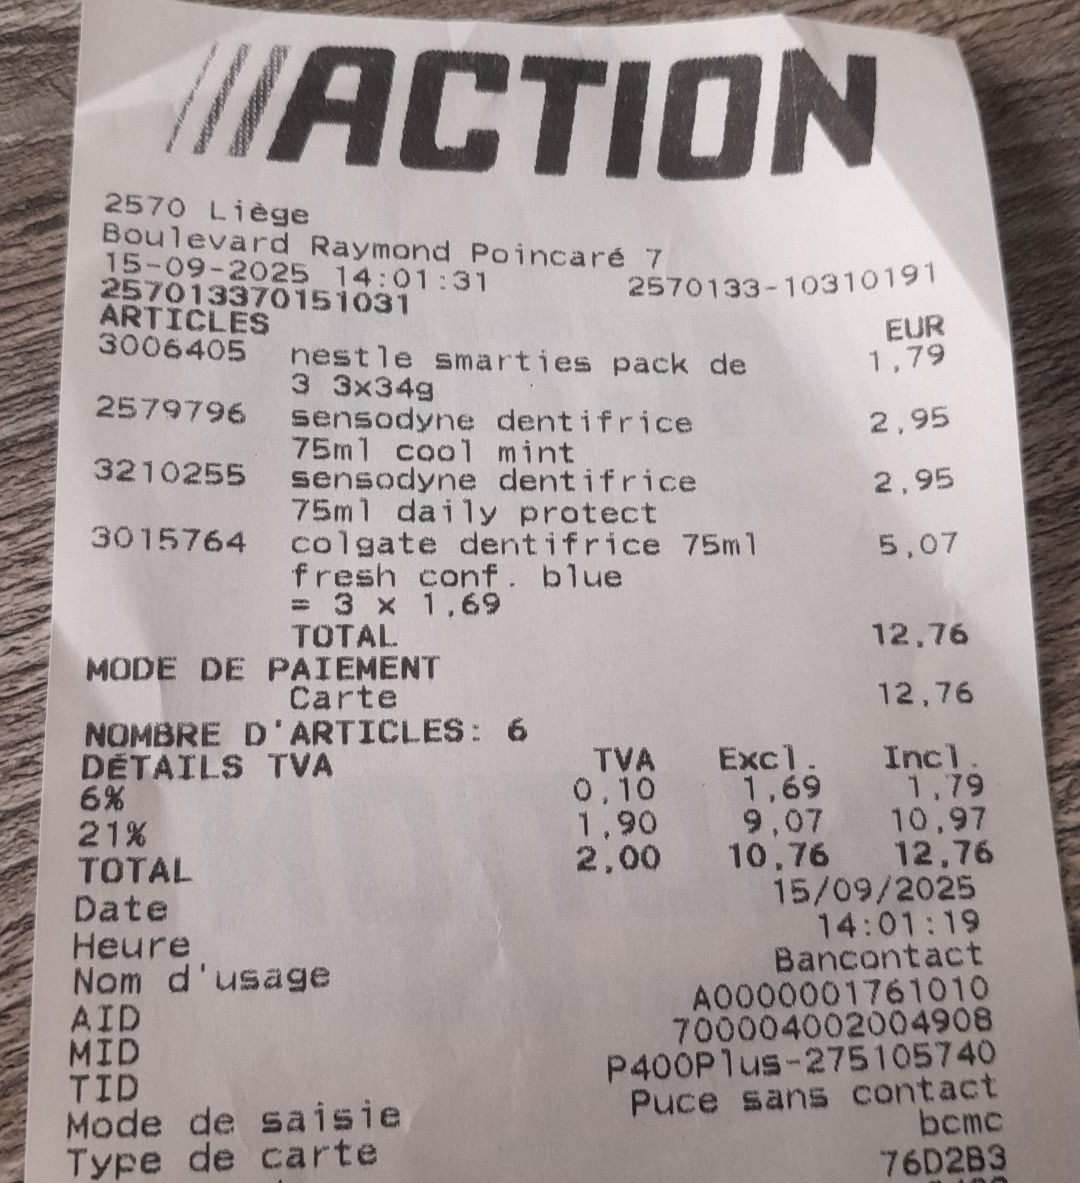 ///ACTION
2570 Liège
Boulevard Raymond Poincaré 7
15-09-2025 14:01:31 2570133-10310191
257013370151031
ARTICLES EUR
3006405 nestle smarties pack de 1,79
3 3x34g
2579796 sensodyne dentifrice 2,95
75ml cool mint
3210255 sensodyne dentifrice 2,95
75ml daily protect
3015764 colgate dentifrice 75ml 5,07
fresh conf. blue
= 3 x 1,69
TOTAL 12,76
MODE DE PAIEMENT
Carte 12,76
NOMBRE D'ARTICLES: 6
DÉTAILS TVA TVA Excl. Incl.
6% 0,10 1,69 1,79
21% 1,90 9,07 10,97
TOTAL 2,00 10,76 12,76
Date 15/09/2025
Heure 14:01:19
Nom d'usage Bancontact
AID A0000001761010
MID 700004002004908
TID P400Plus-275105740
Mode de saisie Puce sans contact
Type de carte bcmc
76D2B3